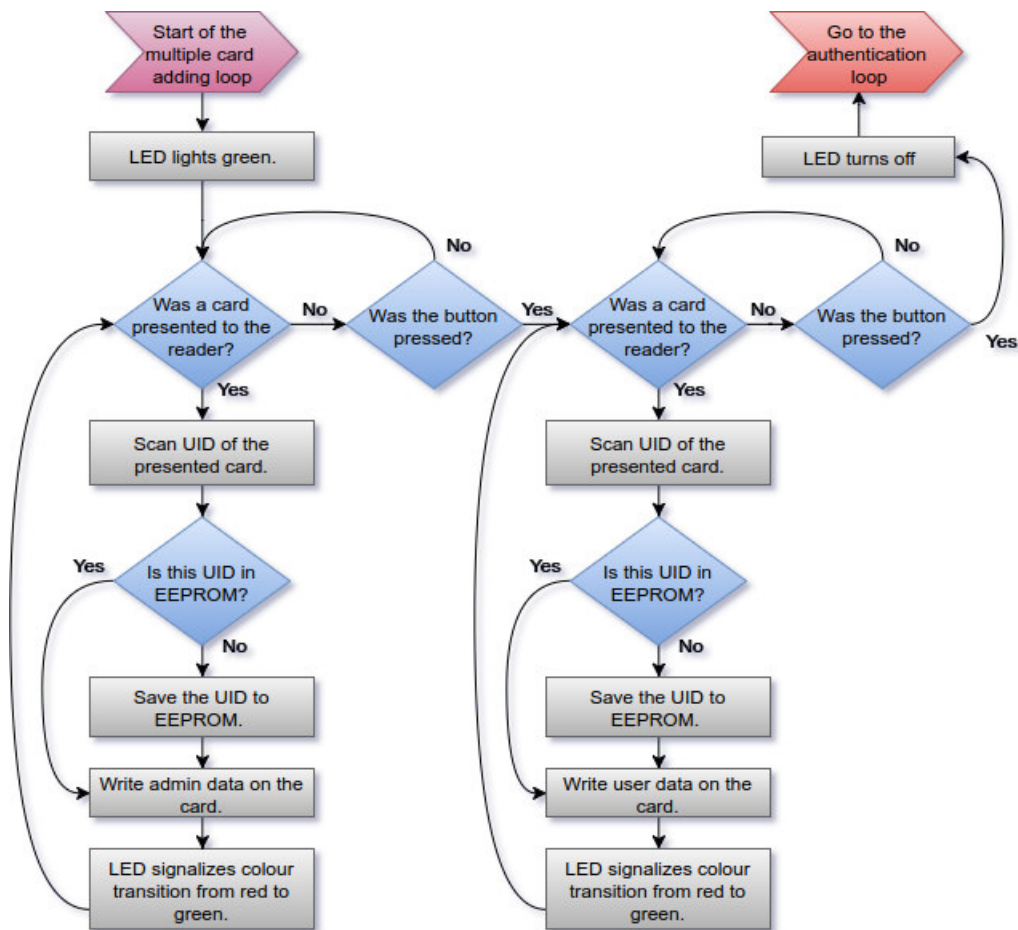 Start of the
multiple card
adding loop
LED lights green.
No
Was a card
presented to the
reader?
No
Was the button
pressed?
Yes
Yes
Scan UID of the
presented card.
Is this UID in
EEPROM?
Yes
No
Save the UID to
EEPROM.
Write admin data on the
card.
LED signalizes colour
transition from red to
green.
Go to the
authentication
loop
LED turns off
No
Was a card
presented to the
reader?
No
Was the button
pressed?
Yes
Yes
Scan UID of the
presented card.
Is this UID in
EEPROM?
Yes
No
Save the UID to
EEPROM.
Write user data on the
card.
LED signalizes colour
transition from red to
green.